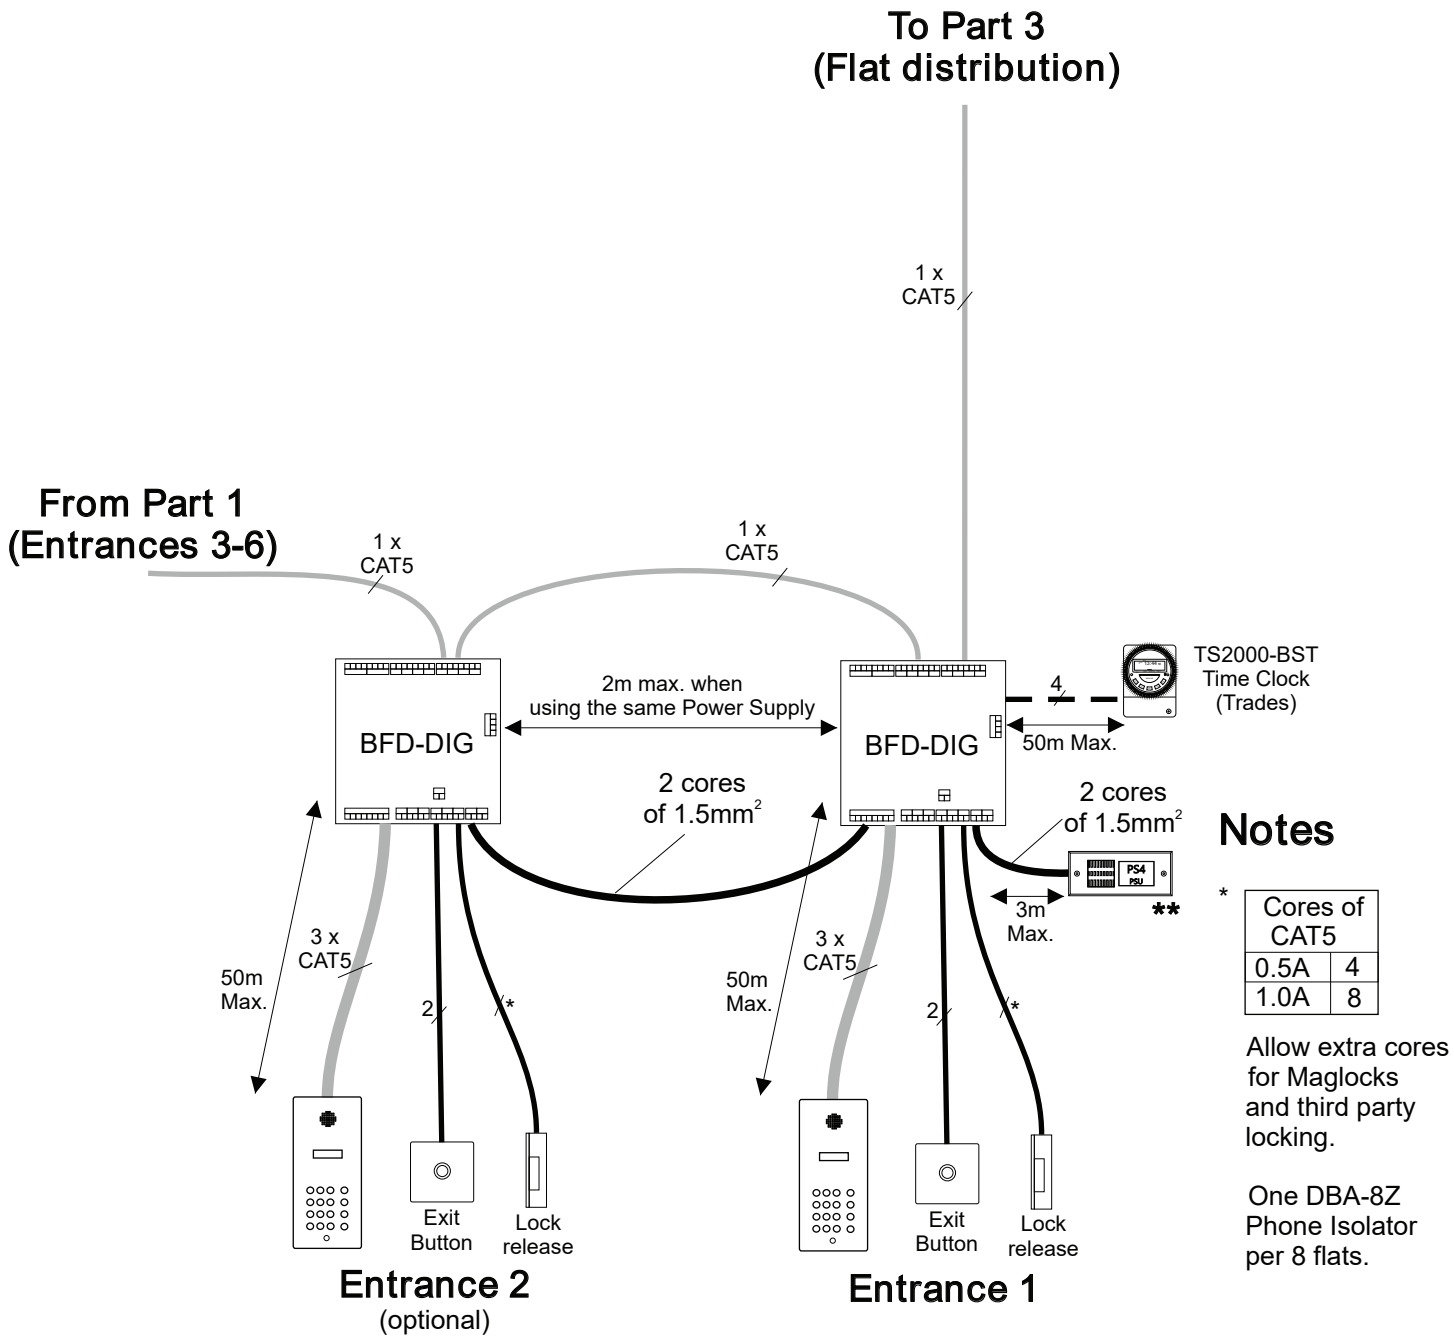 To Part 3
(Flat distribution)
1 x
CAT5
From Part 1
(Entrances 3-6)
1 x
CAT5
1 x
CAT5
BFD-DIG
2m max. when
using the same Power Supply
BFD-DIG
4
50m Max.
TS2000-BST
Time Clock
(Trades)
2 cores
of 1.5mm²
2 cores
of 1.5mm²
PS4
PSU
**
3m
Max.
50m
Max.
3 x
CAT5
2
*
50m
Max.
3 x
CAT5
2
*
Exit
Button
Lock
release
Entrance 2
(optional)
Exit
Button
Lock
release
Entrance 1
Notes
*
Cores of
CAT5
0.5A 4
1.0A 8
Allow extra cores
for Maglocks
and third party
locking.
One DBA-8Z
Phone Isolator
per 8 flats.